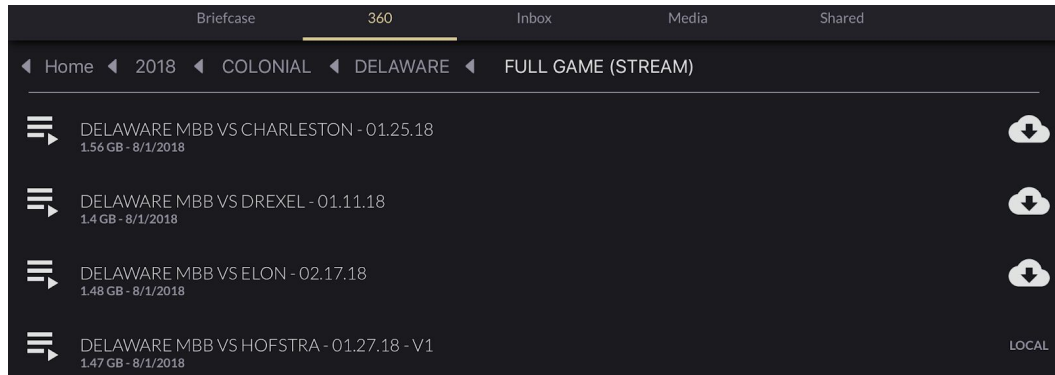 Briefcase 360 Inbox Media Shared
Home 2018 COLONIAL DELAWARE FULL GAME (STREAM)
DELAWARE MBB VS CHARLESTON - 01.25.18
1.56 GB - 8/1/2018
DELAWARE MBB VS DREXEL - 01.11.18
1.4 GB - 8/1/2018
DELAWARE MBB VS ELON - 02.17.18
1.48 GB - 8/1/2018
DELAWARE MBB VS HOFSTRA - 01.27.18 - V1 LOCAL
1.47 GB - 8/1/2018